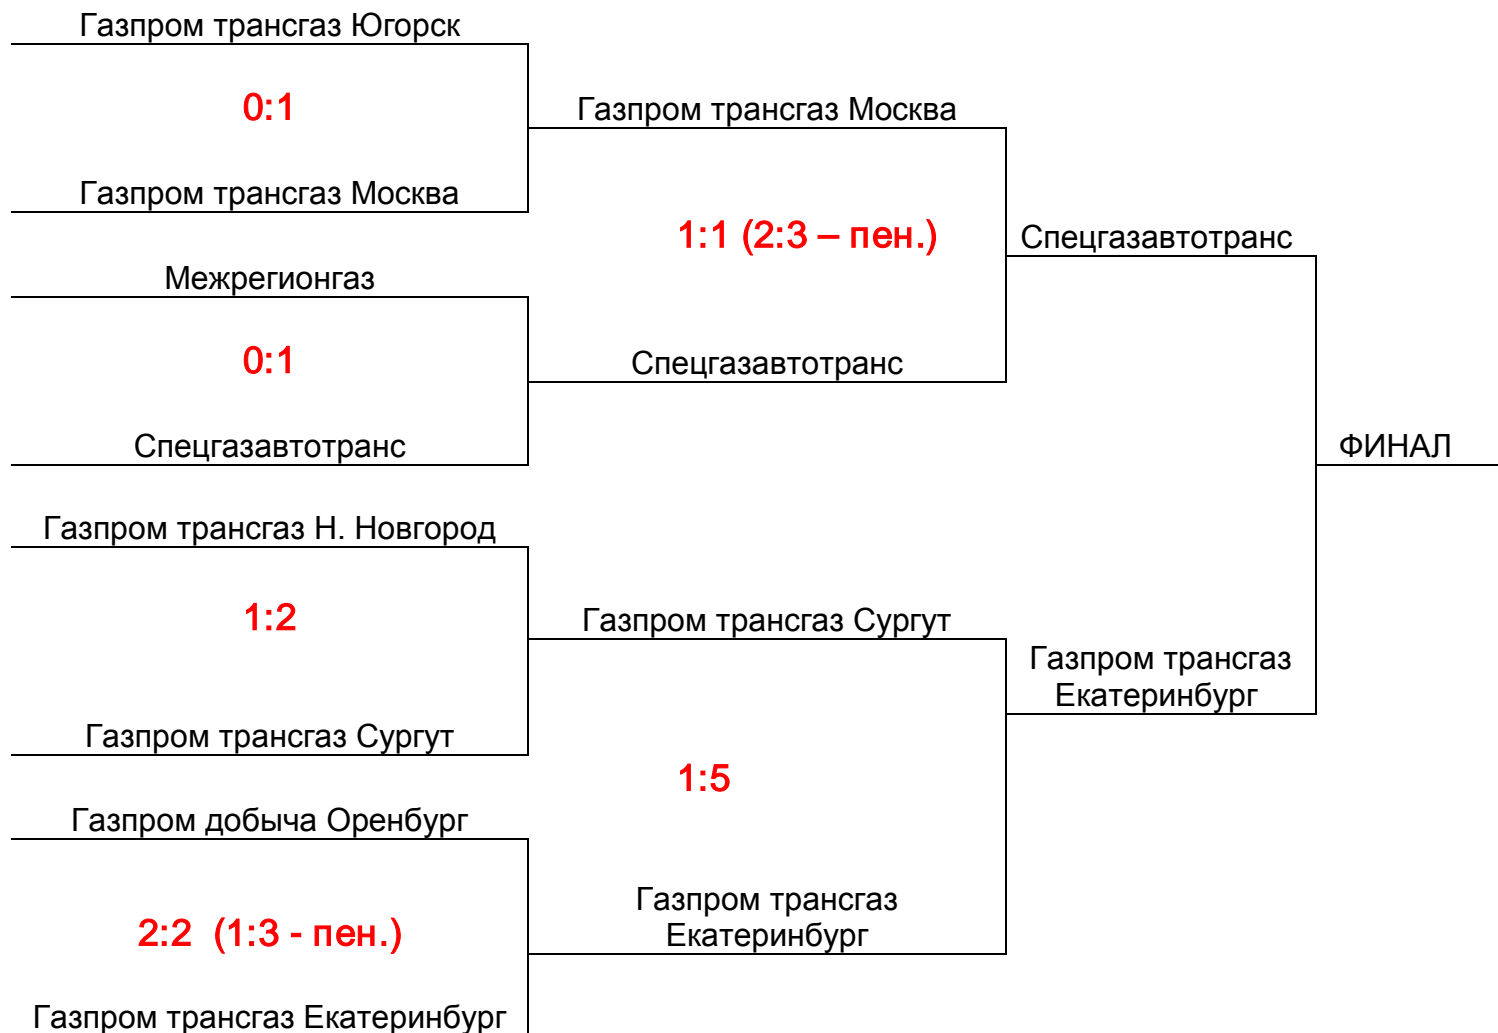 Газпром трансгаз Югорск
0:1
Газпром трансгаз Москва
Газпром трансгаз Москва
1:1 (2:3 – пен.)
Спецгазавтотранс
Межрегионгаз
0:1
Спецгазавтотранс
Спецгазавтотранс
ФИНАЛ
Газпром трансгаз Н. Новгород
1:2
Газпром трансгаз Сургут
Газпром трансгаз
Екатеринбург
Газпром трансгаз Сургут
1:5
Газпром добыча Оренбург
Газпром трансгаз
Екатеринбург
2:2 (1:3 - пен.)
Газпром трансгаз Екатеринбург